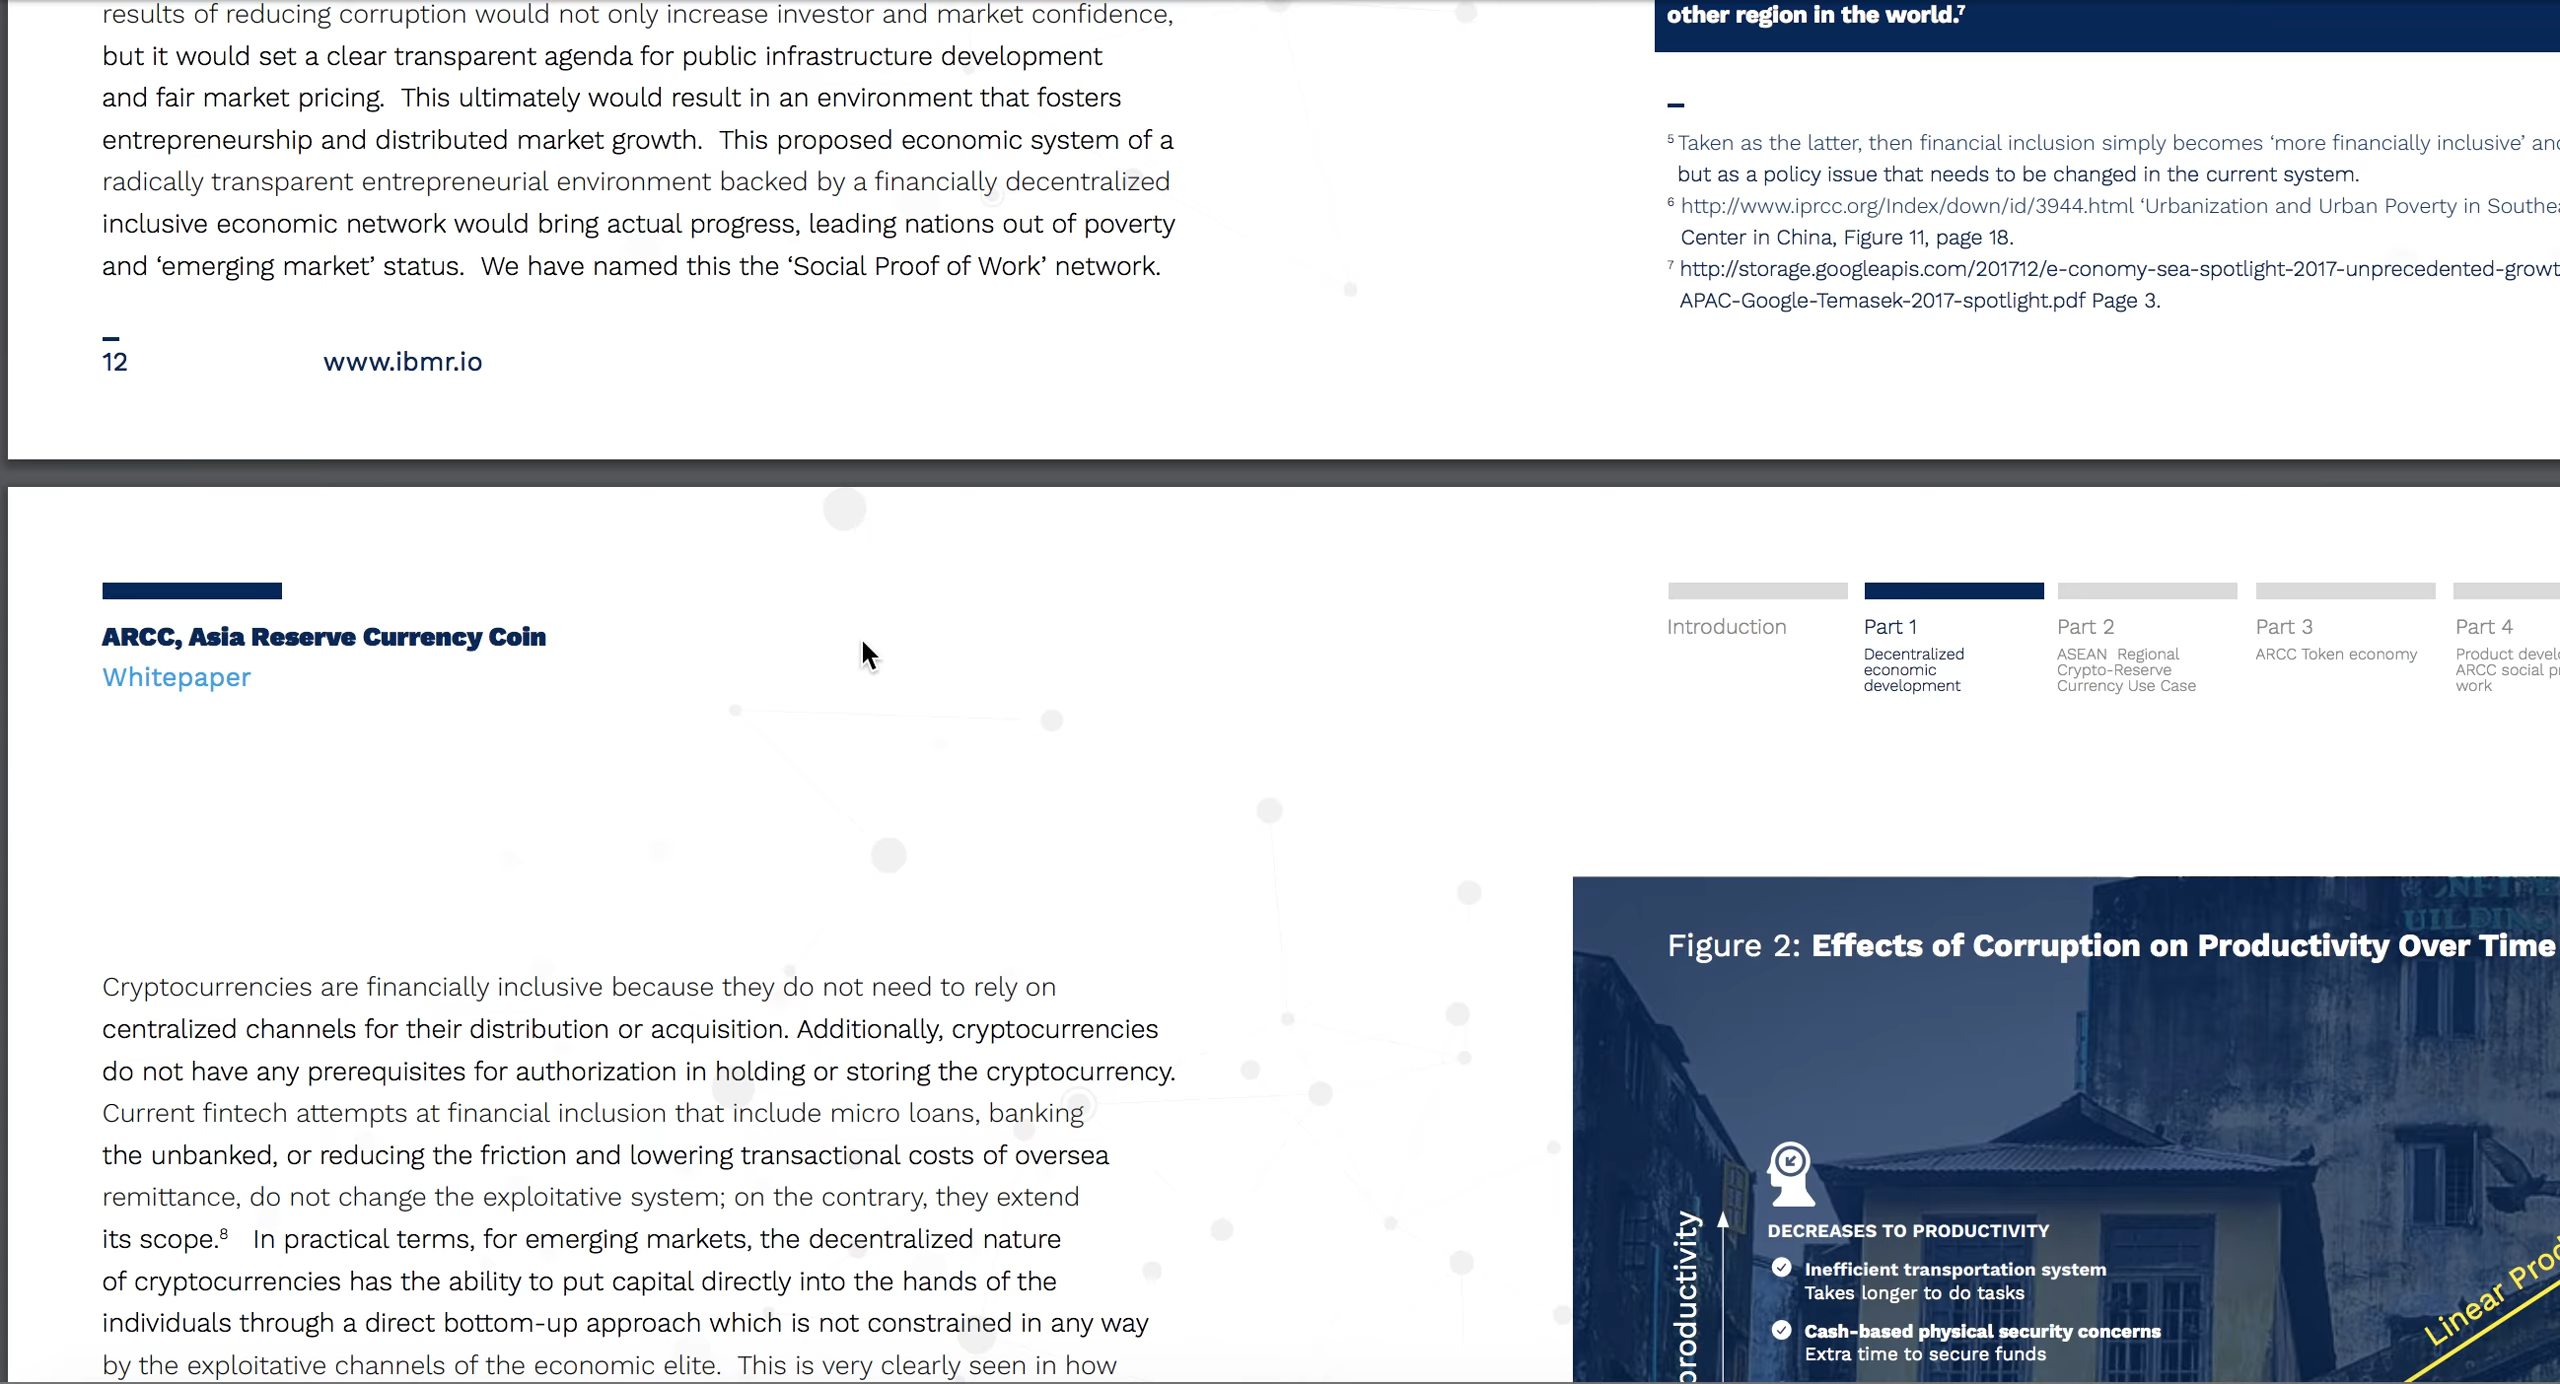 results of reducing corruption would not only increase investor and market confidence,
but it would set a clear transparent agenda for public infrastructure development
and fair market pricing.  This ultimately would result in an environment that fosters
entrepreneurship and distributed market growth.  This proposed economic system of a
radically transparent entrepreneurial environment backed by a financially decentralized
inclusive economic network would bring actual progress, leading nations out of poverty
and ‘emerging market’ status.  We have named this the ‘Social Proof of Work’ network.
12
www.ibmr.io
other region in the world.⁷
⁵ Taken as the latter, then financial inclusion simply becomes ‘more financially inclusive’
but as a policy issue that needs to be changed in the current system.
⁶ http://www.iprcc.org/Index/down/id/3944.html ‘Urbanization and Urban Poverty in
Center in China, Figure 11, page 18.
⁷ http://storage.googleapis.com/201712/e-conomy-sea-spotlight-2017-unprecedented-growt
APAC-Google-Temasek-2017-spotlight.pdf Page 3.
ARCC, Asia Reserve Currency Coin
Whitepaper
Introduction
Part 1
Decentralized
economic
development
Part 2
ASEAN  Regional
Crypto-Reserve
Currency Use Case
Part 3
ARCC Token economy
Part 4
Product
ARCC social
work
Cryptocurrencies are financially inclusive because they do not need to rely on
centralized channels for their distribution or acquisition. Additionally, cryptocurrencies
do not have any prerequisites for authorization in holding or storing the cryptocurrency.
Current fintech attempts at financial inclusion that include micro loans, banking
the unbanked, or reducing the friction and lowering transactional costs of oversea
remittance, do not change the exploitative system; on the contrary, they extend
its scope.⁸   In practical terms, for emerging markets, the decentralized nature
of cryptocurrencies has the ability to put capital directly into the hands of the
individuals through a direct bottom-up approach which is not constrained in any way
by the exploitative channels of the economic elite.  This is very clearly seen in how
Figure 2: Effects of Corruption on Productivity Over Time
DECREASES TO PRODUCTIVITY
Inefficient transportation system
Takes longer to do tasks
Cash-based physical security concerns
Extra time to secure funds
productivity
Linear